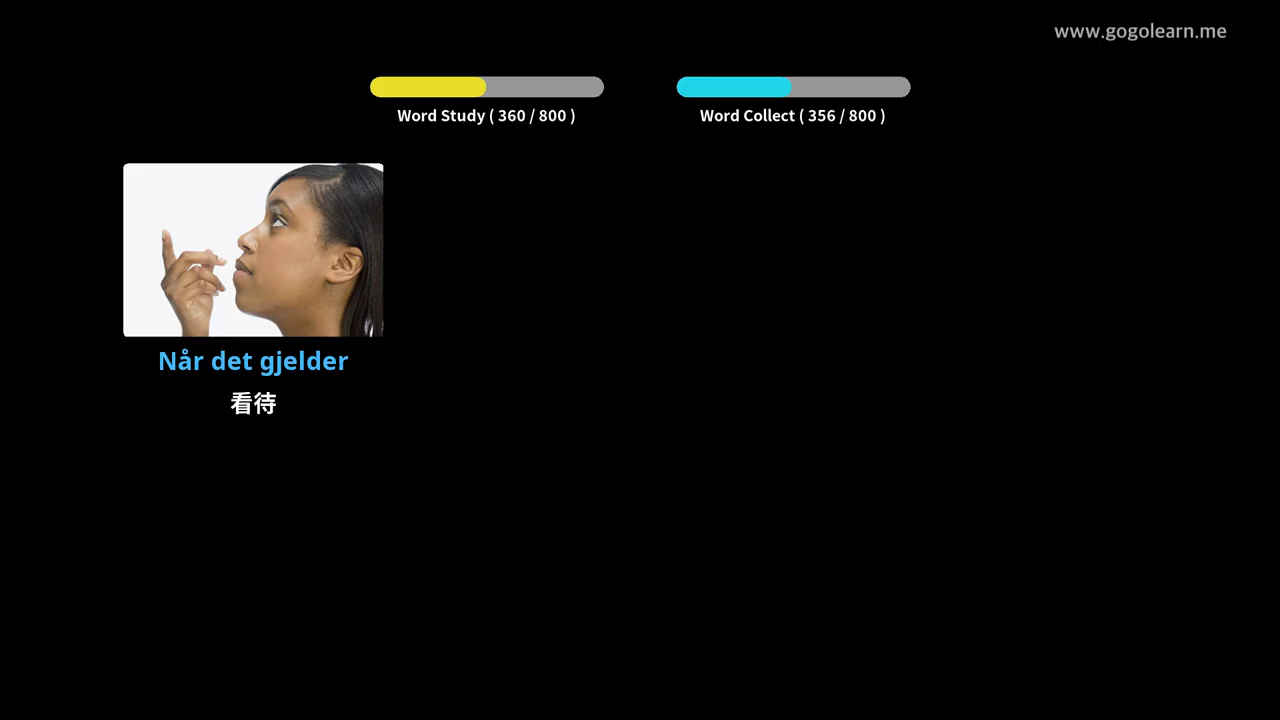 www.gogolearn.me
Word Study ( 360 / 800 )
Word Collect ( 356 / 800 )
Når det gjelder
看待